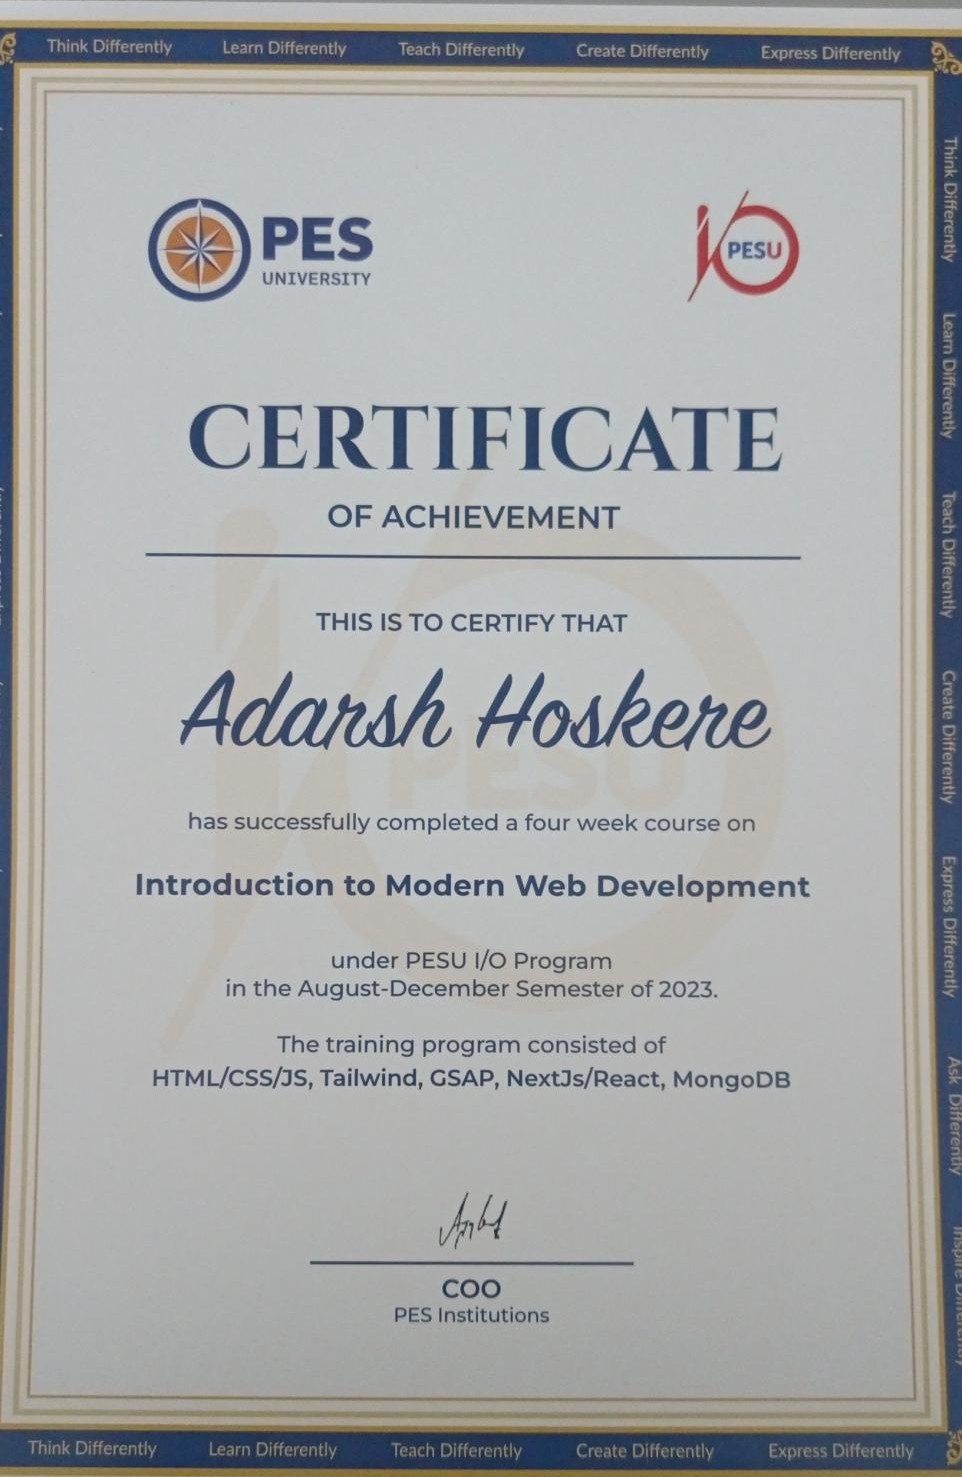 Think Differently Learn Differently Teach Differently Create Differently Express Differently
PES
UNIVERSITY
I/O
PESU
CERTIFICATE
OF ACHIEVEMENT
THIS IS TO CERTIFY THAT
Adarsh Hoskere
has successfully completed a four week course on
Introduction to Modern Web Development
under PESU I/O Program
in the August-December Semester of 2023.
The training program consisted of
HTML/CSS/JS, Tailwind, GSAP, NextJs/React, MongoDB
COO
PES Institutions
Think Differently Learn Differently Teach Differently Create Differently Express Differently Ask Differently Inspire Differently
Think Differently Learn Differently Teach Differently Create Differently Express Differently